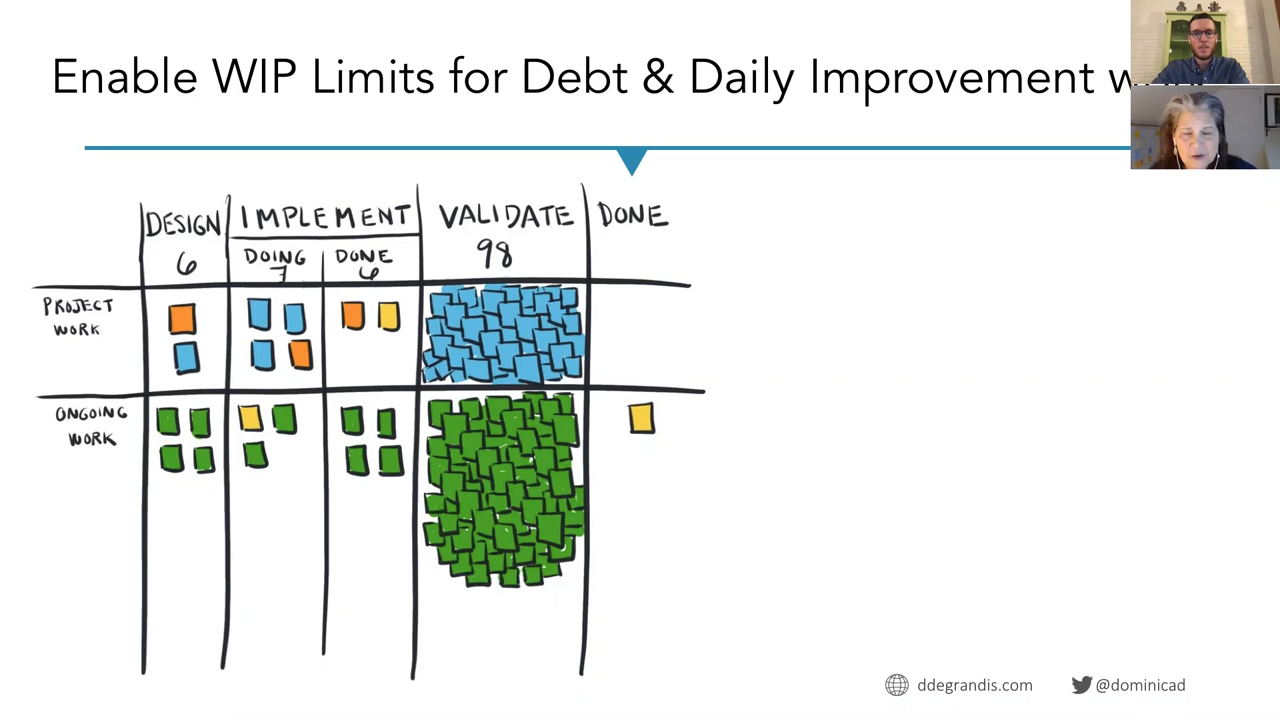 Enable WIP Limits for Debt & Daily Improvement
DESIGN IMPLEMENT VALIDATE DONE
6 DOING DONE 98
7 6
PROJECT
WORK
ONGOING
WORK
ddegrandis.com @dominicad